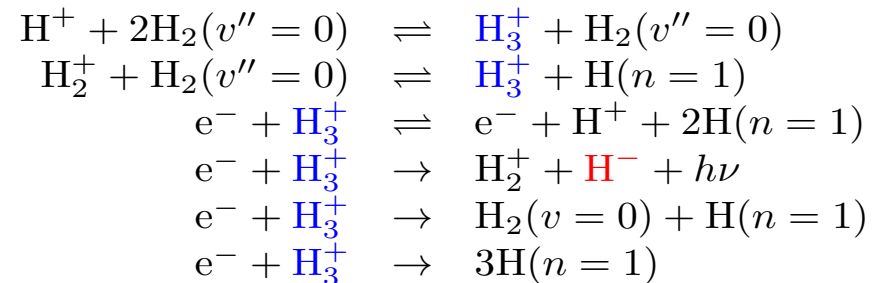 H⁺ + 2H₂(v″ = 0) ⇌ H₃⁺ + H₂(v″ = 0)
H₂⁺ + H₂(v″ = 0) ⇌ H₃⁺ + H(n = 1)
e⁻ + H₃⁺ ⇌ e⁻ + H⁺ + 2H(n = 1)
e⁻ + H₃⁺ → H₂⁺ + H⁻ + hν
e⁻ + H₃⁺ → H₂(v = 0) + H(n = 1)
e⁻ + H₃⁺ → 3H(n = 1)